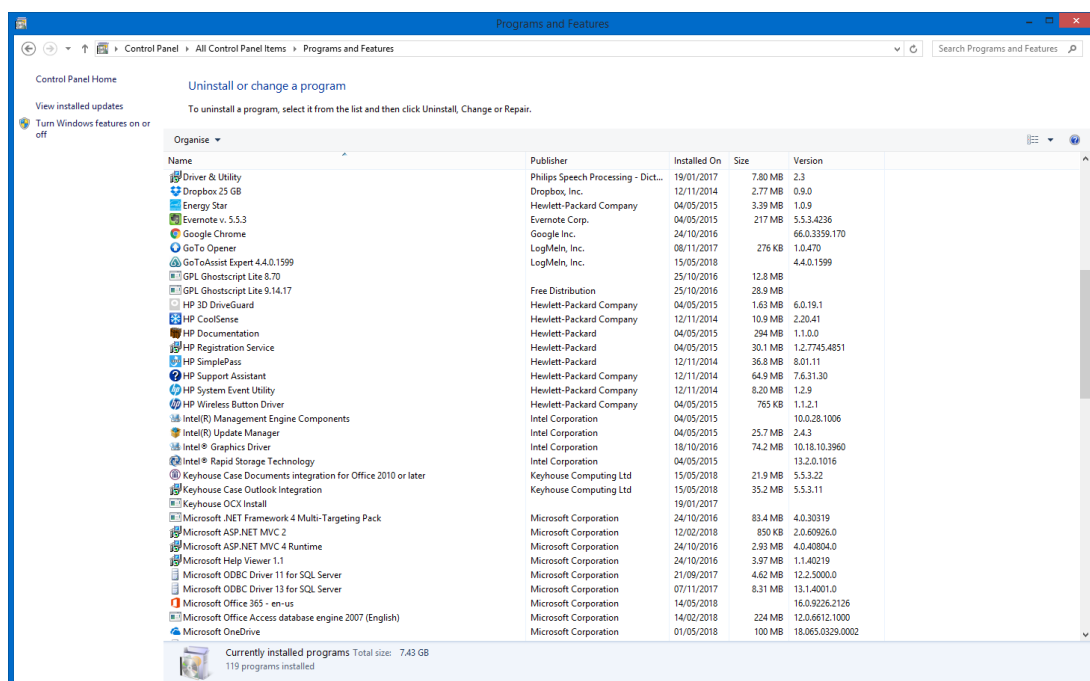 Programs and Features
Control Panel All Control Panel Items Programs and Features
Search Programs and Features
Control Panel Home
View installed updates
Turn Windows features on or
off
Uninstall or change a program
To uninstall a program, select it from the list and then click Uninstall, Change or Repair.
Organise
Name Publisher Installed On Size Version
Driver & Utility Philips Speech Processing - Dict... 19/01/2017 7.80 MB 2.3
Dropbox 25 GB Dropbox, Inc. 12/11/2014 2.77 MB 0.9.0
Energy Star Hewlett-Packard Company 04/05/2015 3.39 MB 1.0.9
Evernote v. 5.5.3 Evernote Corp. 04/05/2015 217 MB 5.5.3.4236
Google Chrome Google Inc. 24/10/2016 66.0.3359.170
GoTo Opener LogMeIn, Inc. 08/11/2017 276 KB 1.0.470
GoToAssist Expert 4.4.0.1599 LogMeIn, Inc. 15/05/2018 4.4.0.1599
GPL Ghostscript Lite 8.70 25/10/2016 12.8 MB
GPL Ghostscript Lite 9.14.17 Free Distribution 25/10/2016 28.9 MB
HP 3D DriveGuard Hewlett-Packard Company 04/05/2015 1.63 MB 6.0.19.1
HP CoolSense Hewlett-Packard Company 12/11/2014 10.9 MB 2.20.41
HP Documentation Hewlett-Packard 04/05/2015 294 MB 1.1.0.0
HP Registration Service Hewlett-Packard 04/05/2015 30.1 MB 1.2.7745.4851
HP SimplePass Hewlett-Packard 12/11/2014 36.8 MB 8.01.11
HP Support Assistant Hewlett-Packard Company 12/11/2014 64.9 MB 7.6.31.30
HP System Event Utility Hewlett-Packard Company 12/11/2014 8.20 MB 1.2.9
HP Wireless Button Driver Hewlett-Packard Company 04/05/2015 765 KB 1.1.2.1
Intel(R) Management Engine Components Intel Corporation 04/05/2015 10.0.28.1006
Intel(R) Update Manager Intel Corporation 04/05/2015 25.7 MB 2.4.3
Intel® Graphics Driver Intel Corporation 18/10/2016 74.2 MB 10.18.10.3960
Intel® Rapid Storage Technology Intel Corporation 04/05/2015 13.2.0.1016
Keyhouse Case Documents integration for Office 2010 or later Keyhouse Computing Ltd 15/05/2018 21.9 MB 5.5.3.22
Keyhouse Case Outlook Integration Keyhouse Computing Ltd 15/05/2018 35.2 MB 5.5.3.11
Keyhouse OCX Install 19/01/2017
Microsoft .NET Framework 4 Multi-Targeting Pack Microsoft Corporation 24/10/2016 83.4 MB 4.0.30319
Microsoft ASP.NET MVC 2 Microsoft Corporation 12/02/2018 850 KB 2.0.60926.0
Microsoft ASP.NET MVC 4 Runtime Microsoft Corporation 24/10/2016 2.93 MB 4.0.40804.0
Microsoft Help Viewer 1.1 Microsoft Corporation 24/10/2016 3.97 MB 1.1.40219
Microsoft ODBC Driver 11 for SQL Server Microsoft Corporation 21/09/2017 4.62 MB 12.2.5000.0
Microsoft ODBC Driver 13 for SQL Server Microsoft Corporation 07/11/2017 8.31 MB 13.1.4001.0
Microsoft Office 365 - en-us Microsoft Corporation 14/05/2018 16.0.9226.2126
Microsoft Office Access database engine 2007 (English) Microsoft Corporation 14/02/2018 224 MB 12.0.6612.1000
Microsoft OneDrive Microsoft Corporation 01/05/2018 100 MB 18.065.0329.0002
Currently installed programs Total size: 7.43 GB
119 programs installed